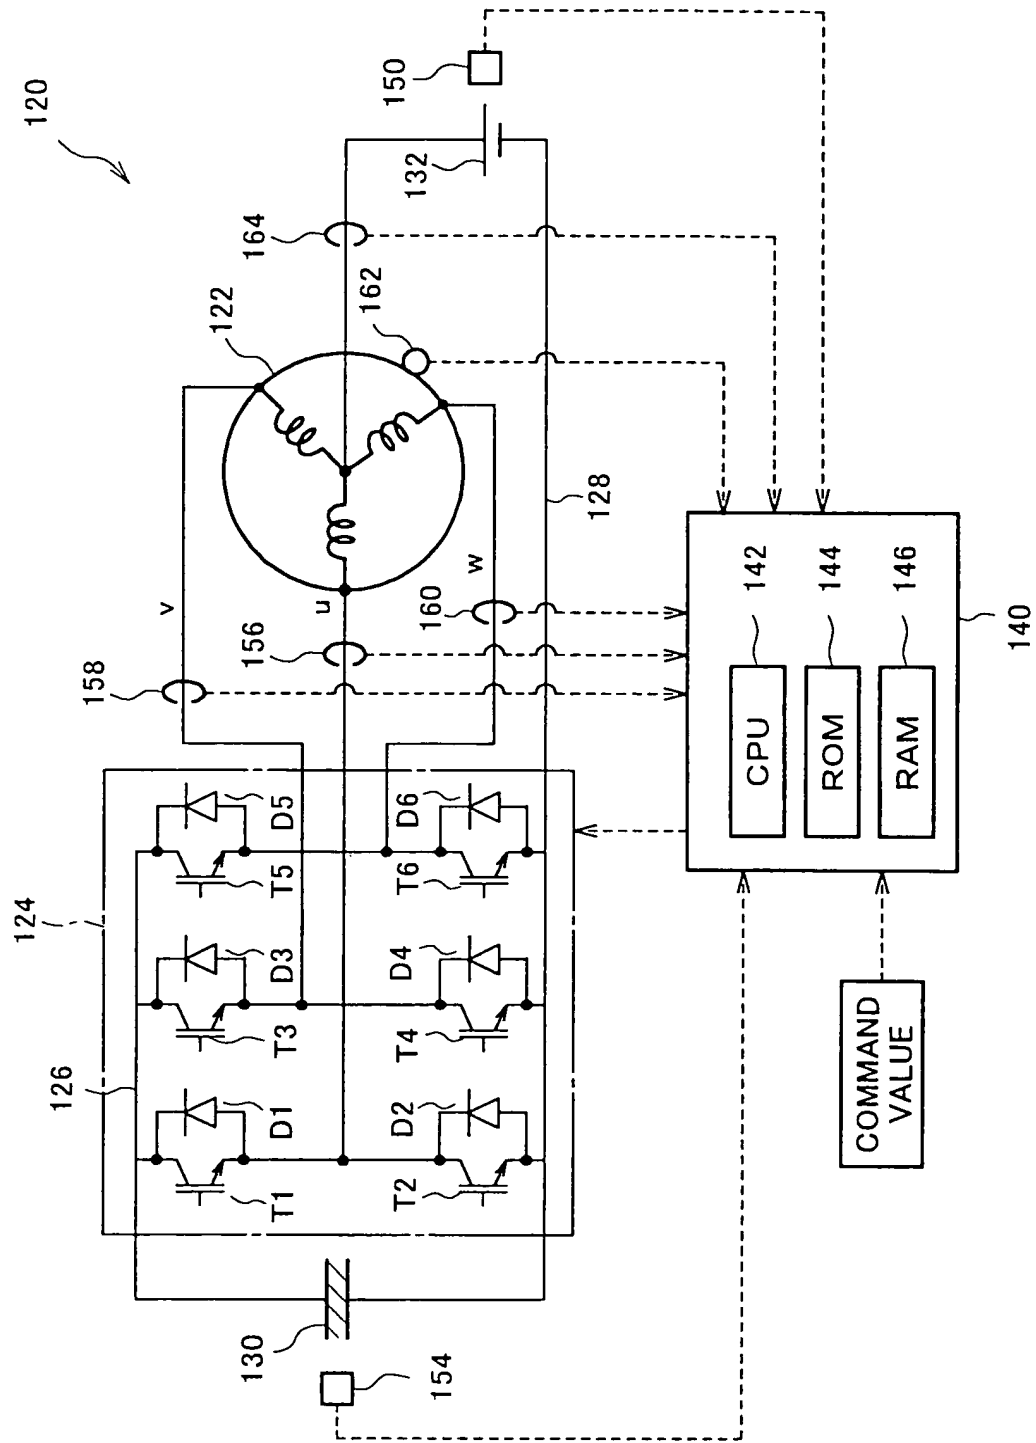 120
150
132
164
162
122
128
v
u
w
158
156
160
124
126
D5
T5
D3
T3
D1
T1
D6
T6
D4
T4
D2
T2
130
154
CPU
142
ROM
144
RAM
146
140
COMMAND
VALUE